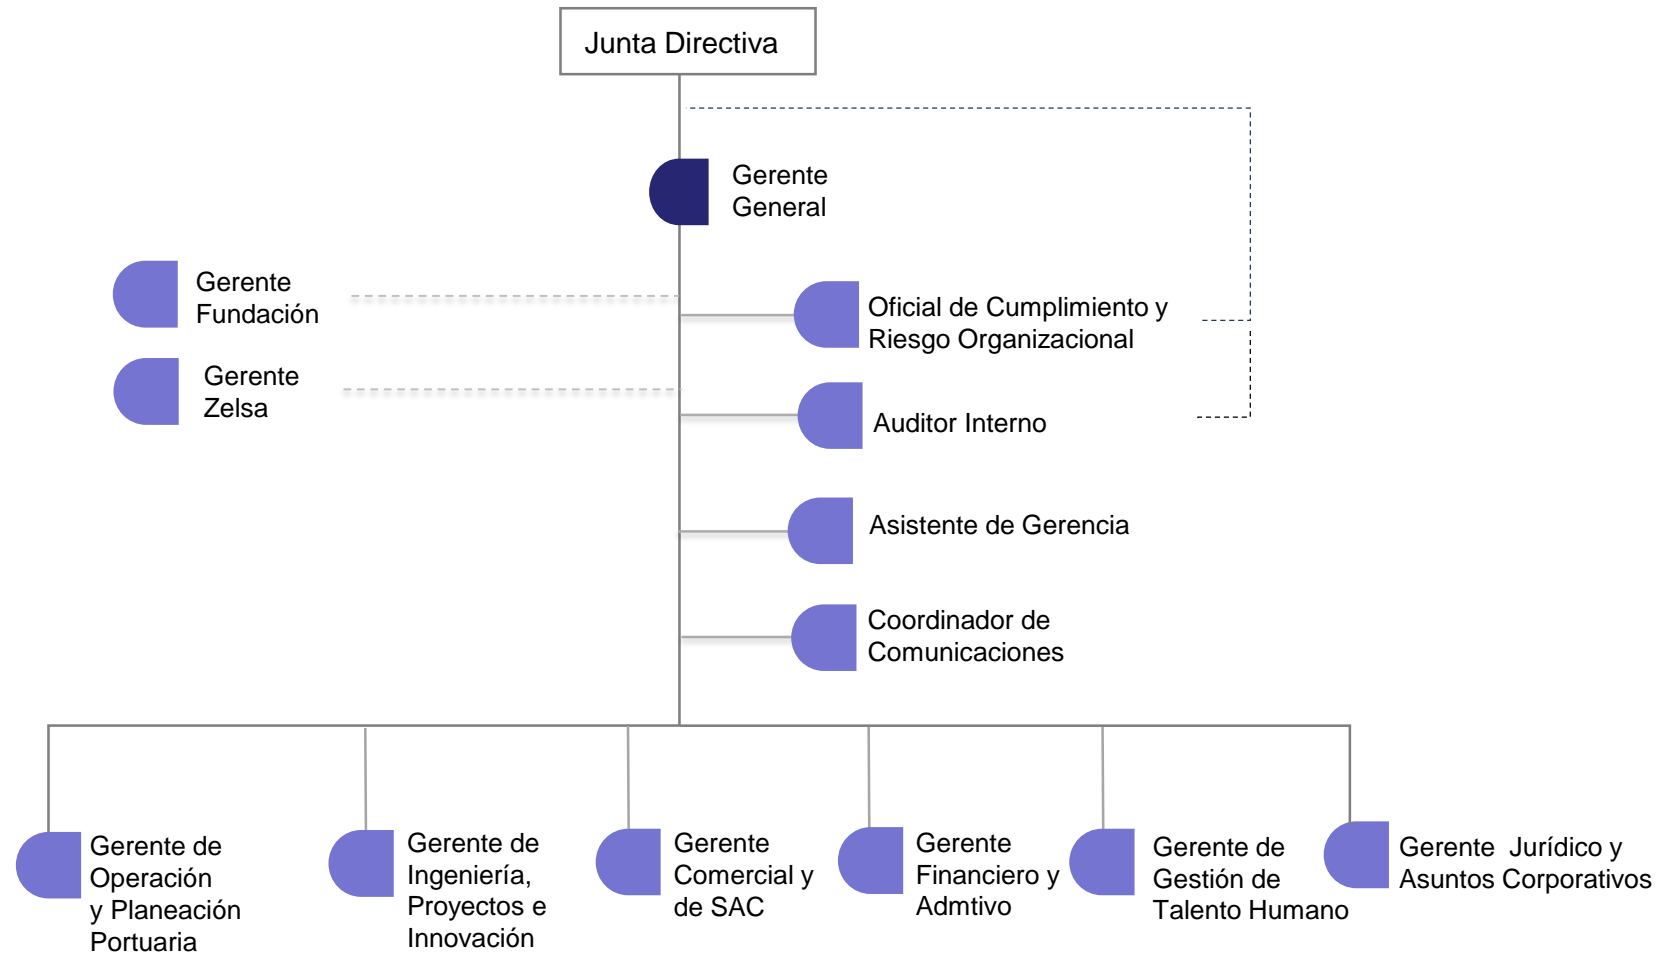 Junta Directiva
Gerente
General
Gerente
Fundación
Oficial de Cumplimiento y
Riesgo Organizacional
Gerente
Zelsa
Auditor Interno
Asistente de Gerencia
Coordinador de
Comunicaciones
Gerente de
Operación
y Planeación
Portuaria
Gerente de
Ingeniería,
Proyectos e
Innovación
Gerente
Comercial y
de SAC
Gerente
Financiero y
Admtivo
Gerente de
Gestión de
Talento Humano
Gerente Jurídico y
Asuntos Corporativos